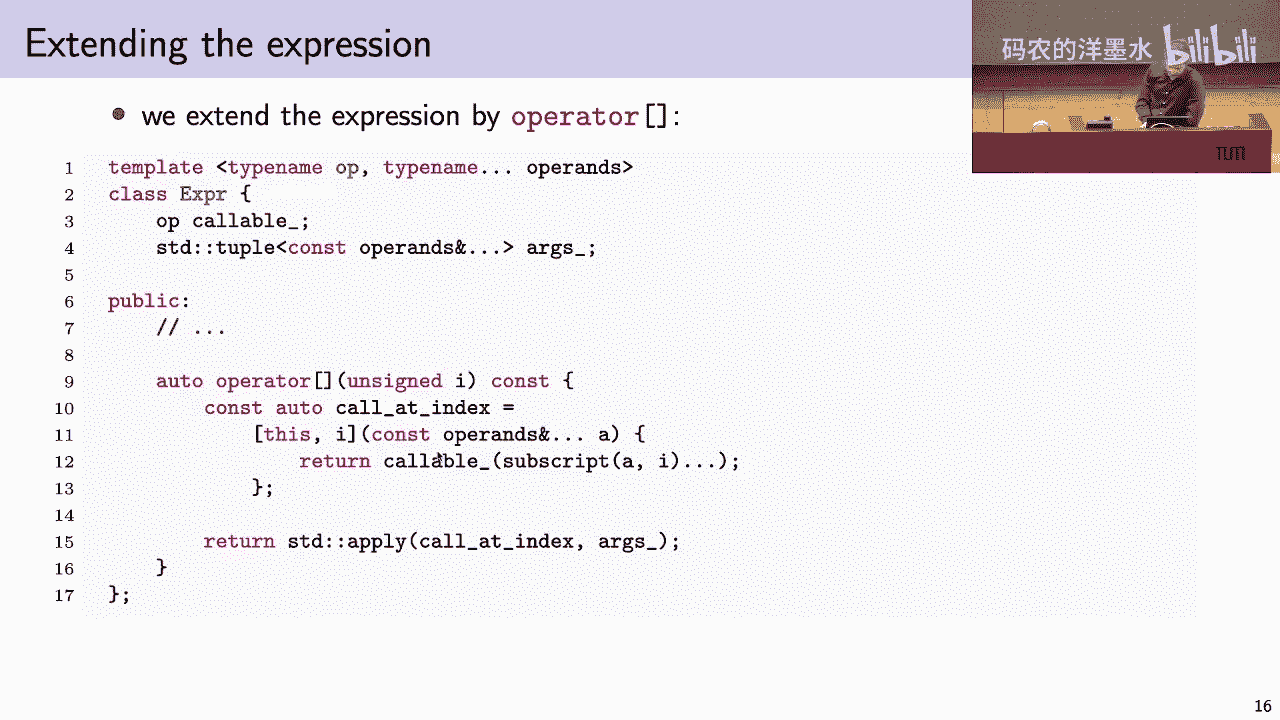 Extending the expression
码农的洋墨水 bilibili
TUM
• we extend the expression by operator[]:
1 template <typename op, typename... operands>
2 class Expr {
3 op callable_;
4 std::tuple<const operands&...> args_;
5
6 public:
7 // ...
8
9 auto operator[](unsigned i) const {
10 const auto call_at_index =
11 [this, i](const operands&... a) {
12 return callable_(subscript(a, i)...);
13 };
14
15 return std::apply(call_at_index, args_);
16 }
17 };
16